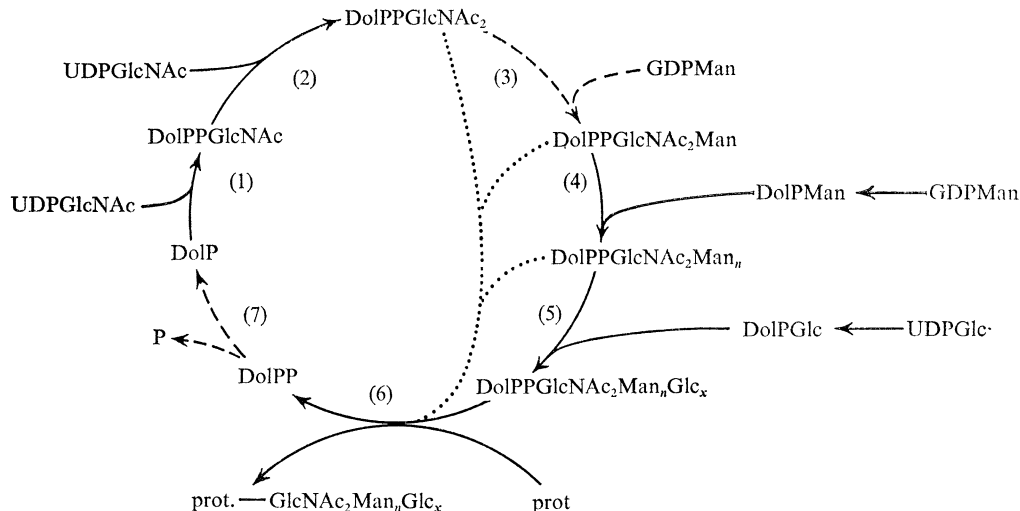 DolPPGlcNAc₂
UDPGlcNAc
(2)
(3)
GDPMan
DolPPGlcNAc
DolPPGlcNAc₂Man
(1)
(4)
UDPGlcNAc
DolPMan
GDPMan
DolP
DolPPGlcNAc₂Manₙ
(7)
(5)
P
DolPGlc
UDPGlc
DolPP
(6)
DolPPGlcNAc₂ManₙGlcₓ
prot.—GlcNAc₂ManₙGlcₓ
prot